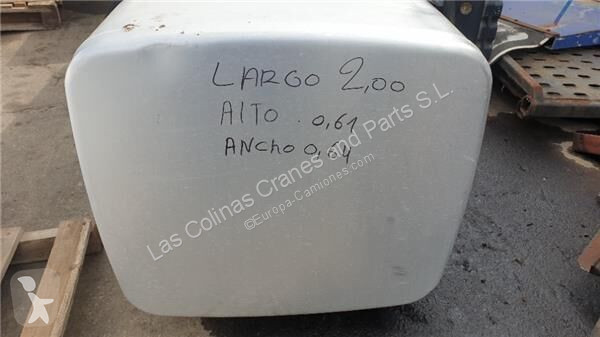 LARGO 2,00
AlTO . 0,61
ANChO 0,64
Las Colinas Cranes and Parts S.L.
©Europa-Camiones.com